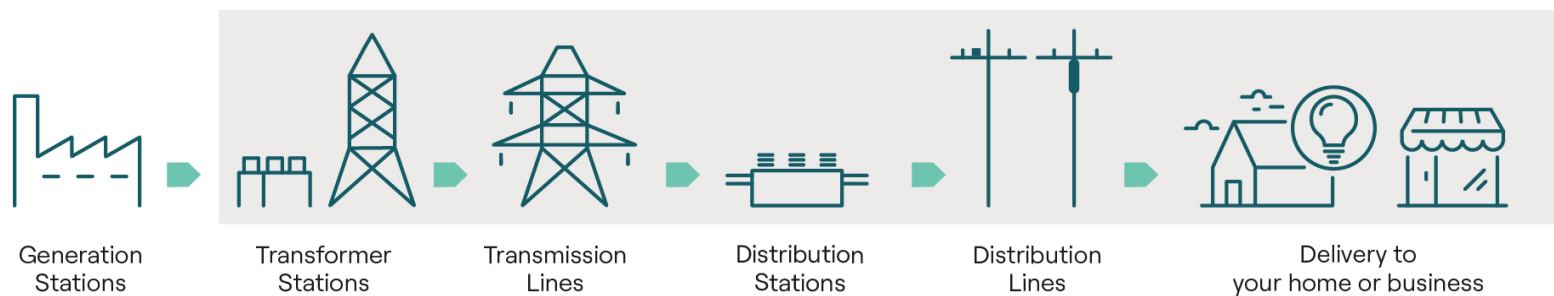 Generation
Stations
Transformer
Stations
Transmission
Lines
Distribution
Stations
Distribution
Lines
Delivery to
your home or business